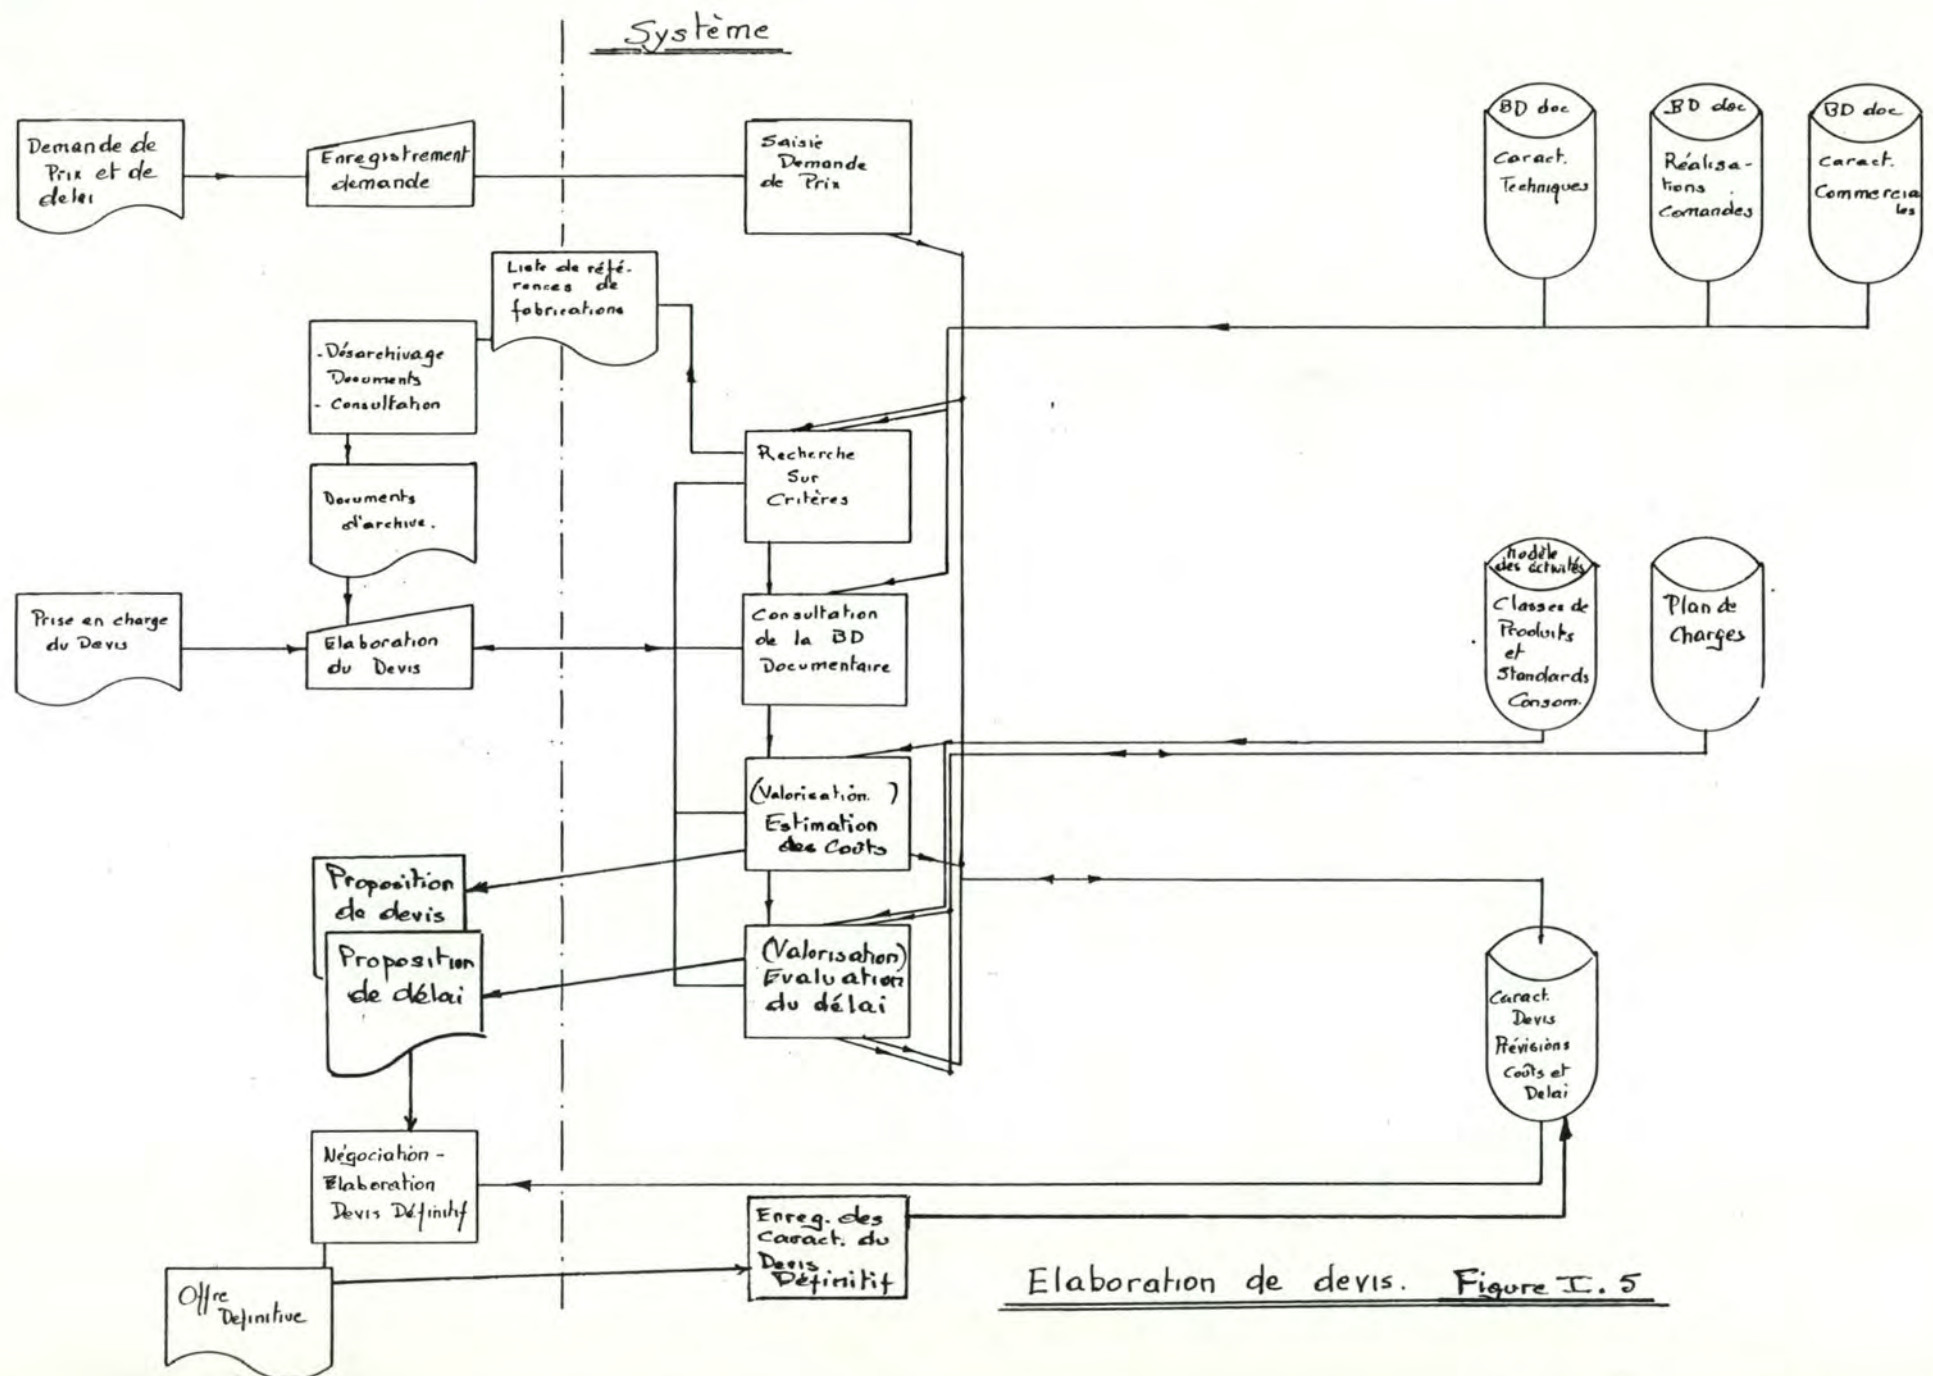 Système
Demande de
Prix et de
delai
Enregistrement
demande
Saisie
Demande
de Prix
BD doc
Caract.
Techniques
BD doc
Réalisa-
tions
Comandes
BD doc
Caract.
Commercia
les
Liste de réfé-
rences de
fabrications
- Désarchivage
Documents
- Consultation
Recherche
Sur
Critères
Documents
d'archive.
Prise en charge
du Devis
Elaboration
du Devis
Consultation
de la BD
Documentaire
Modèle
des activités
Classes de
Produits
et
Standards
Consom.
Plan de
Charges
(Valorisation )
Estimation
des Coûts
Proposition
de devis
Proposition
de délai
(Valorisation)
Evaluation
du délai
Caract.
Devis
Prévisions
Coûts et
Delai
Négociation -
Elaboration
Devis Définitif
Enreg. des
Caract. du
Devis
Définitif
Offre
Definitive
Elaboration de devis. Figure I.5